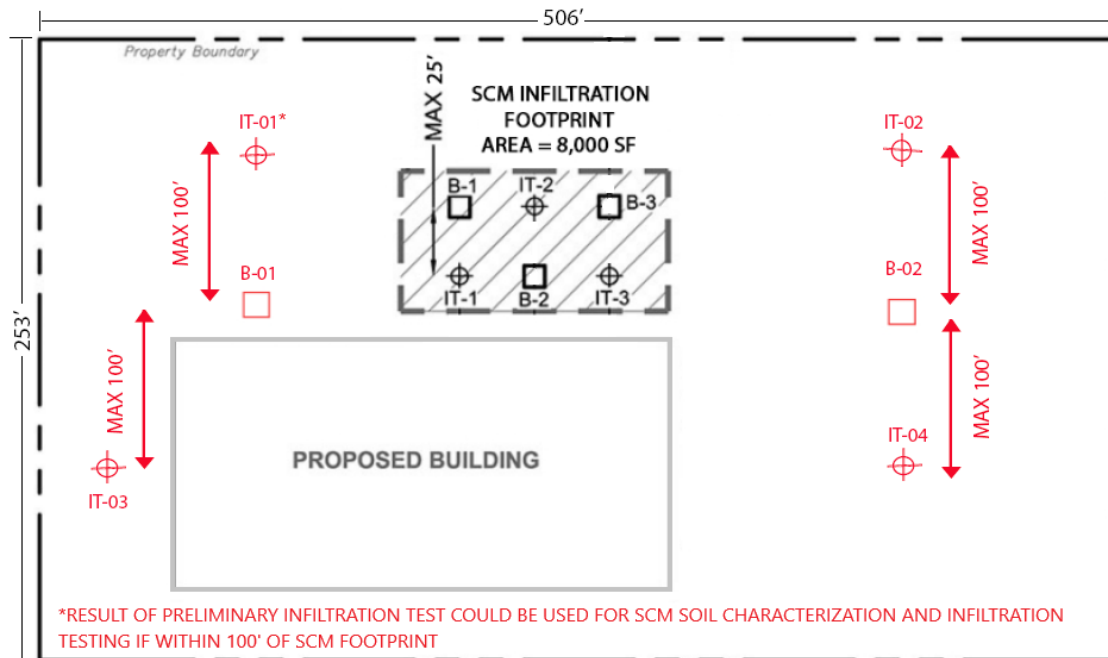 506'
Property Boundary
MAX 25'
SCM INFILTRATION
FOOTPRINT
AREA = 8,000 SF
IT-01*
IT-02
MAX 100'
MAX 100'
B-1
IT-2
B-3
B-01
B-02
IT-1
B-2
IT-3
253'
MAX 100'
MAX 100'
PROPOSED BUILDING
IT-04
IT-03
*RESULT OF PRELIMINARY INFILTRATION TEST COULD BE USED FOR SCM SOIL CHARACTERIZATION AND INFILTRATION
TESTING IF WITHIN 100' OF SCM FOOTPRINT